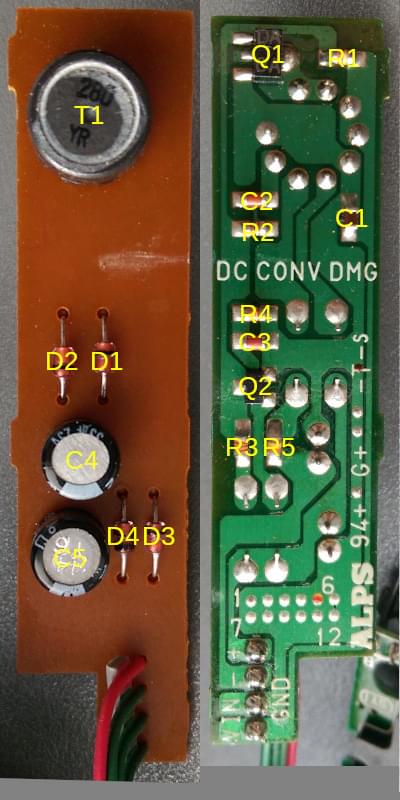 280
T1
YR
D2
D1
C4
D4
D3
C5
Q1
R1
C2
C1
R2
DC CONV DMG
R4
C3
Q2
R3
R5
- I - S
94+ G+
ALPS
1
6
7
12
+
-
V IN
GND